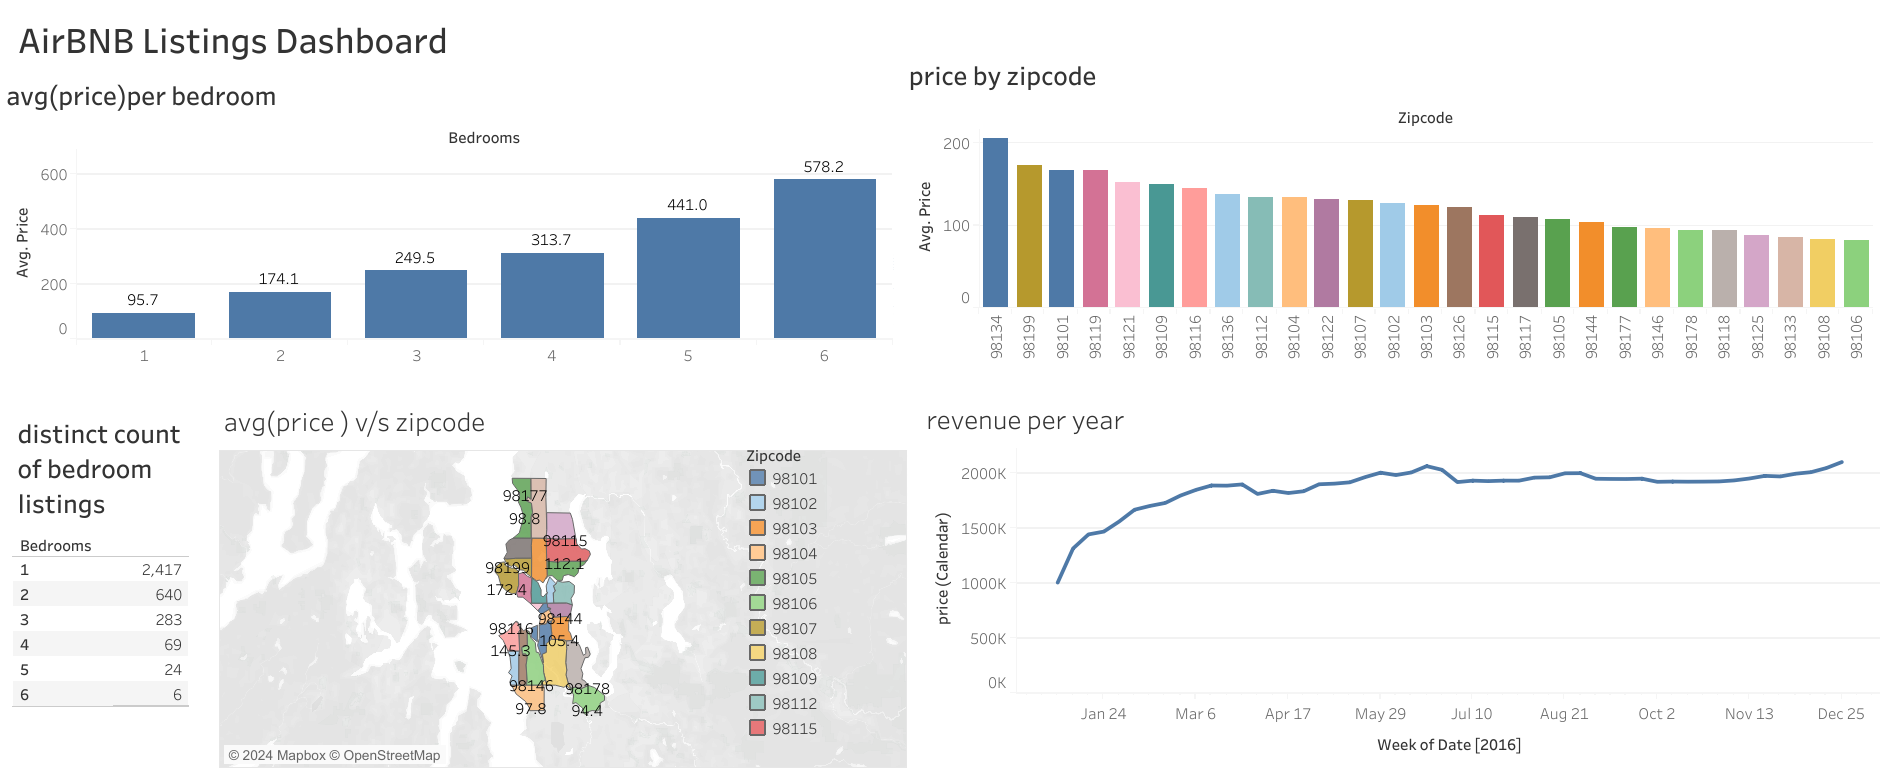 AirBNB Listings Dashboard
avg(price)per bedroom
Bedrooms
Avg. Price
600
400
200
0
95.7
174.1
249.5
313.7
441.0
578.2
1
2
3
4
5
6
price by zipcode
Zipcode
Avg. Price
200
100
0
98134
98199
98101
98119
98121
98109
98116
98136
98112
98104
98122
98107
98102
98103
98126
98115
98117
98105
98144
98177
98146
98178
98118
98125
98133
98108
98106
distinct count
of bedroom
listings
Bedrooms
1 2,417
2 640
3 283
4 69
5 24
6 6
avg(price ) v/s zipcode
98177
98.8
98115
112.1
98199
172.4
98144
105.4
98116
145.3
98146
97.8
98178
94.4
© 2024 Mapbox © OpenStreetMap
Zipcode
98101
98102
98103
98104
98105
98106
98107
98108
98109
98112
98115
revenue per year
price (Calendar)
2000K
1500K
1000K
500K
0K
Jan 24
Mar 6
Apr 17
May 29
Jul 10
Aug 21
Oct 2
Nov 13
Dec 25
Week of Date [2016]